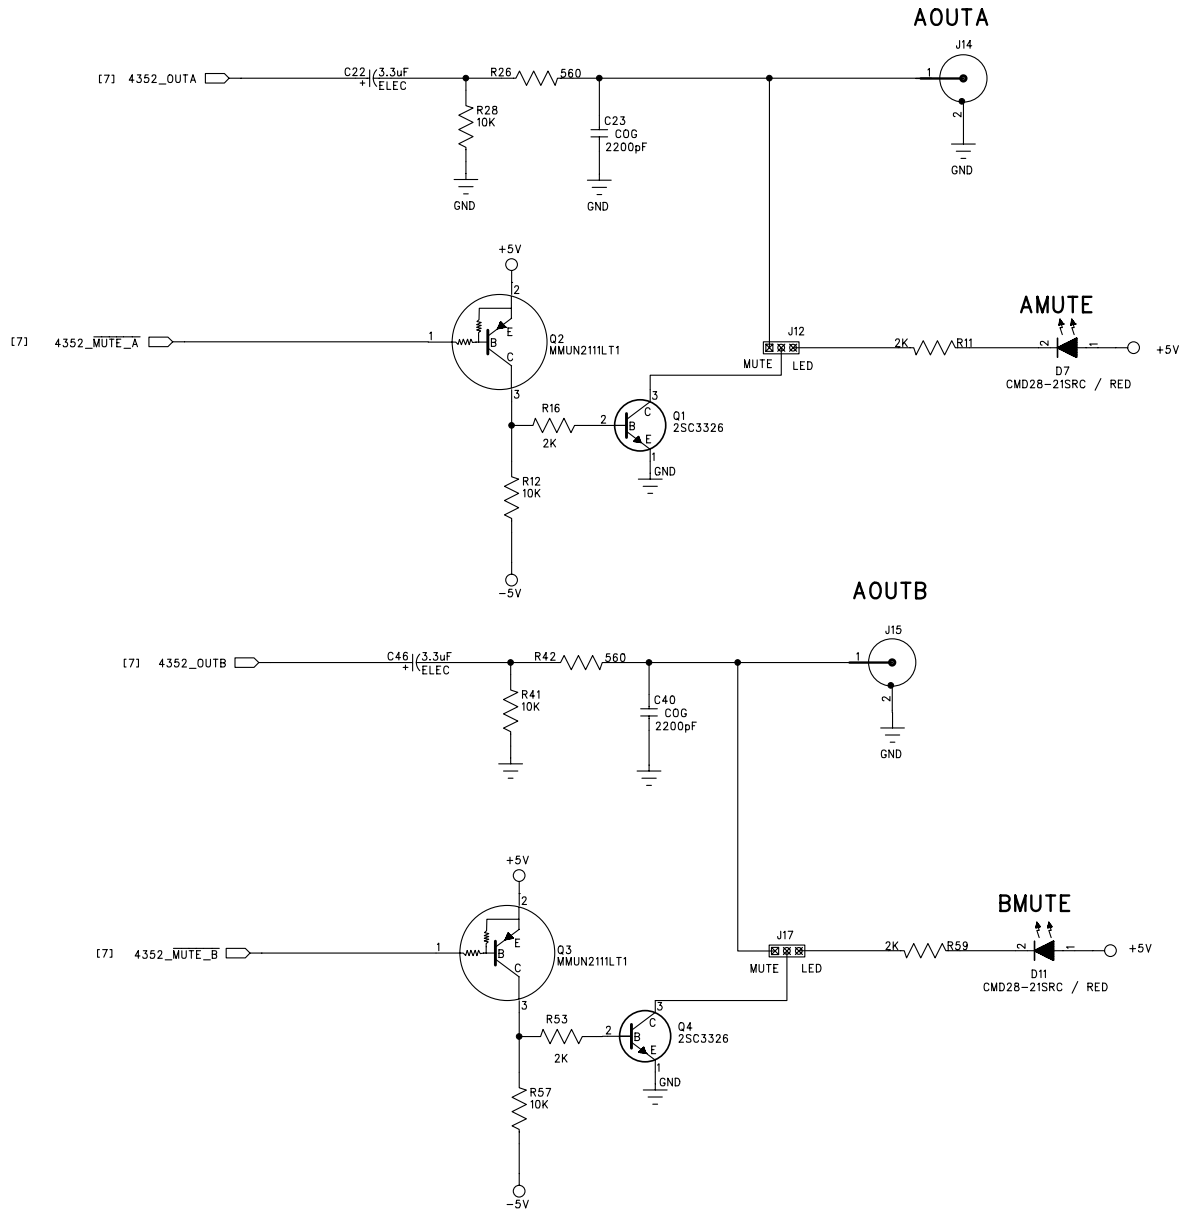 AOUTA
J14
[7] 4352_OUTA
C22 3.3uF
+ ELEC
R26 560
1
2
R28
10K
C23
COG
2200pF
GND
GND
GND
+5V
2
[7] 4352_MUTE_A
1
B
E
C
Q2
MMUN2111LT1
3
AMUTE
J12
MUTE LED
2K R11
2
1
+5V
D7
CMD28-21SRC / RED
R16
2K
2
3
C
B
E
1
Q1
2SC3326
GND
R12
10K
-5V
AOUTB
J15
[7] 4352_OUTB
C46 3.3uF
+ ELEC
R42 560
1
2
R41
10K
C40
COG
2200pF
GND
+5V
2
[7] 4352_MUTE_B
1
B
E
C
Q3
MMUN2111LT1
3
BMUTE
J17
MUTE LED
2K R59
2
1
+5V
D11
CMD28-21SRC / RED
R53
2K
2
3
C
B
E
1
Q4
2SC3326
GND
R57
10K
-5V